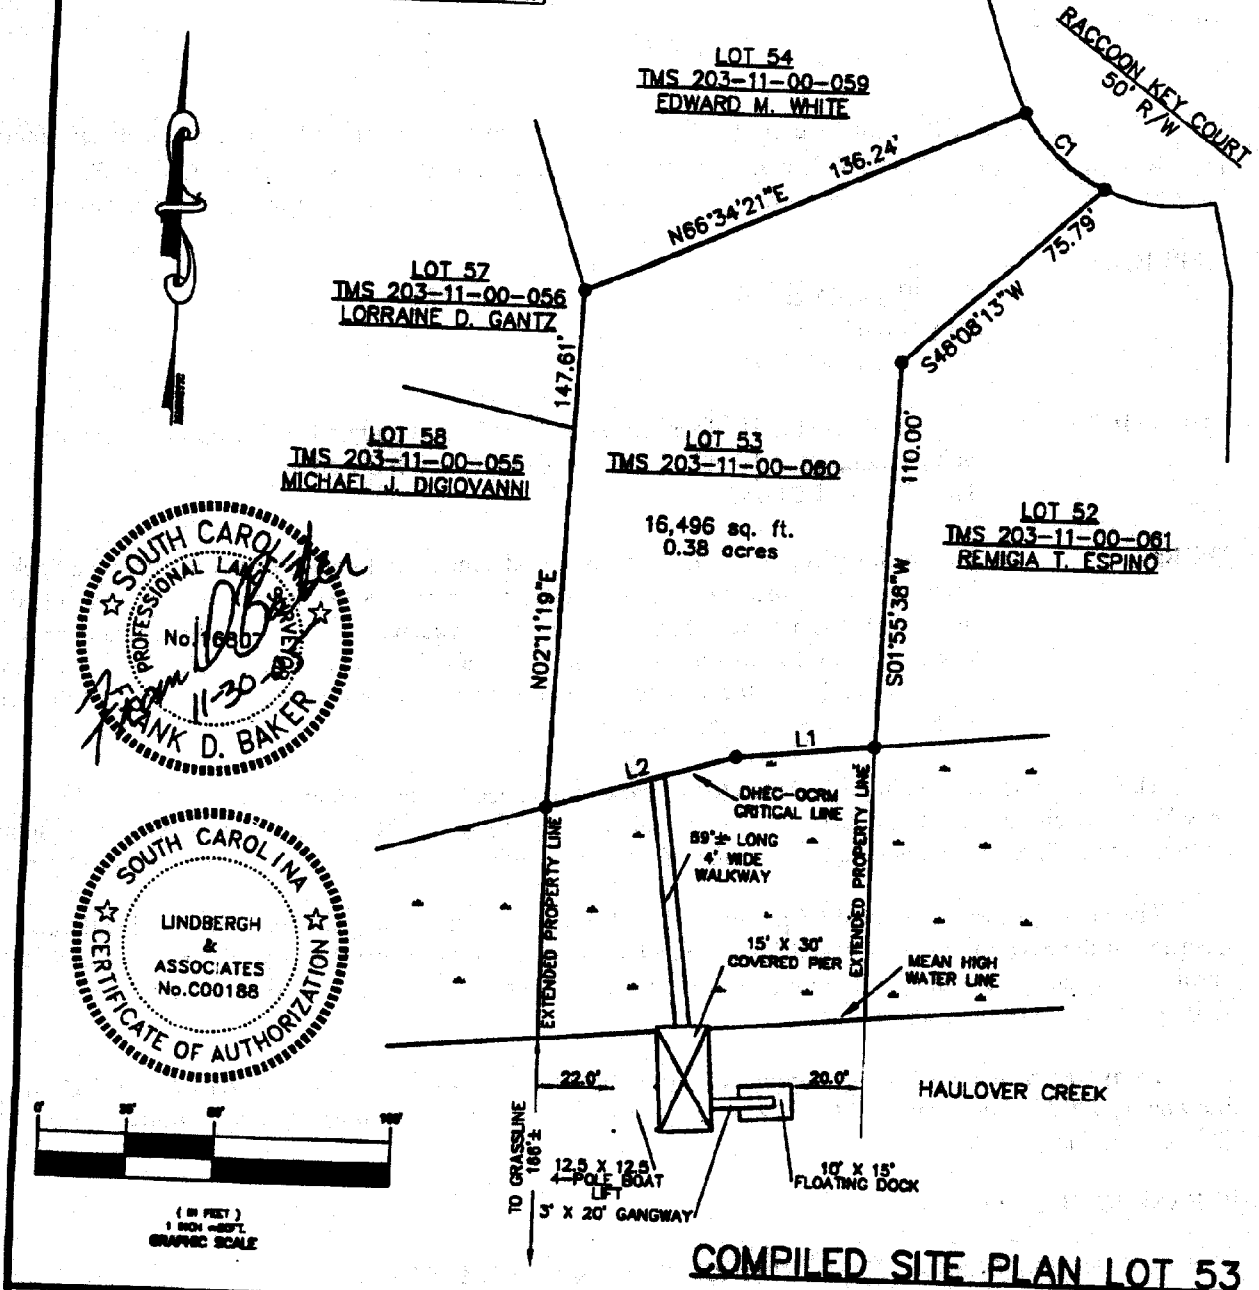 RACCOON KEY COURT
50' R/W
LOT 54
TMS 203-11-00-059
EDWARD M. WHITE
C1
136.24'
N66°34'21"E
75.79'
S48°08'13"W
LOT 57
TMS 203-11-00-056
LORRAINE D. GANTZ
147.61'
LOT 58
TMS 203-11-00-055
MICHAEL J. DIGIOVANNI
LOT 53
TMS 203-11-00-060
16,496 sq. ft.
0.38 acres
110.00'
LOT 52
TMS 203-11-00-061
REMIGIA T. ESPINO
N02°11'19"E
S01°55'38"W
SOUTH CAROLINA
PROFESSIONAL LAND SURVEYOR
No. 16807
11-30-
FRANK D. BAKER
L1
L2
DHEC-OCRM
CRITICAL LINE
89'± LONG
4' WIDE
WALKWAY
EXTENDED PROPERTY LINE
EXTENDED PROPERTY LINE
15' X 30'
COVERED PIER
MEAN HIGH
WATER LINE
SOUTH CAROLINA
LINDBERGH
&
ASSOCIATES
No.C00188
CERTIFICATE OF AUTHORIZATION
22.0'
20.0'
HAULOVER CREEK
TO GRASSLINE
166'±
12.5 X 12.5
4-POLE BOAT
LIFT
3' X 20' GANGWAY
10' X 15'
FLOATING DOCK
0'
( IN FEET )
GRAPHIC SCALE
COMPILED SITE PLAN LOT 53